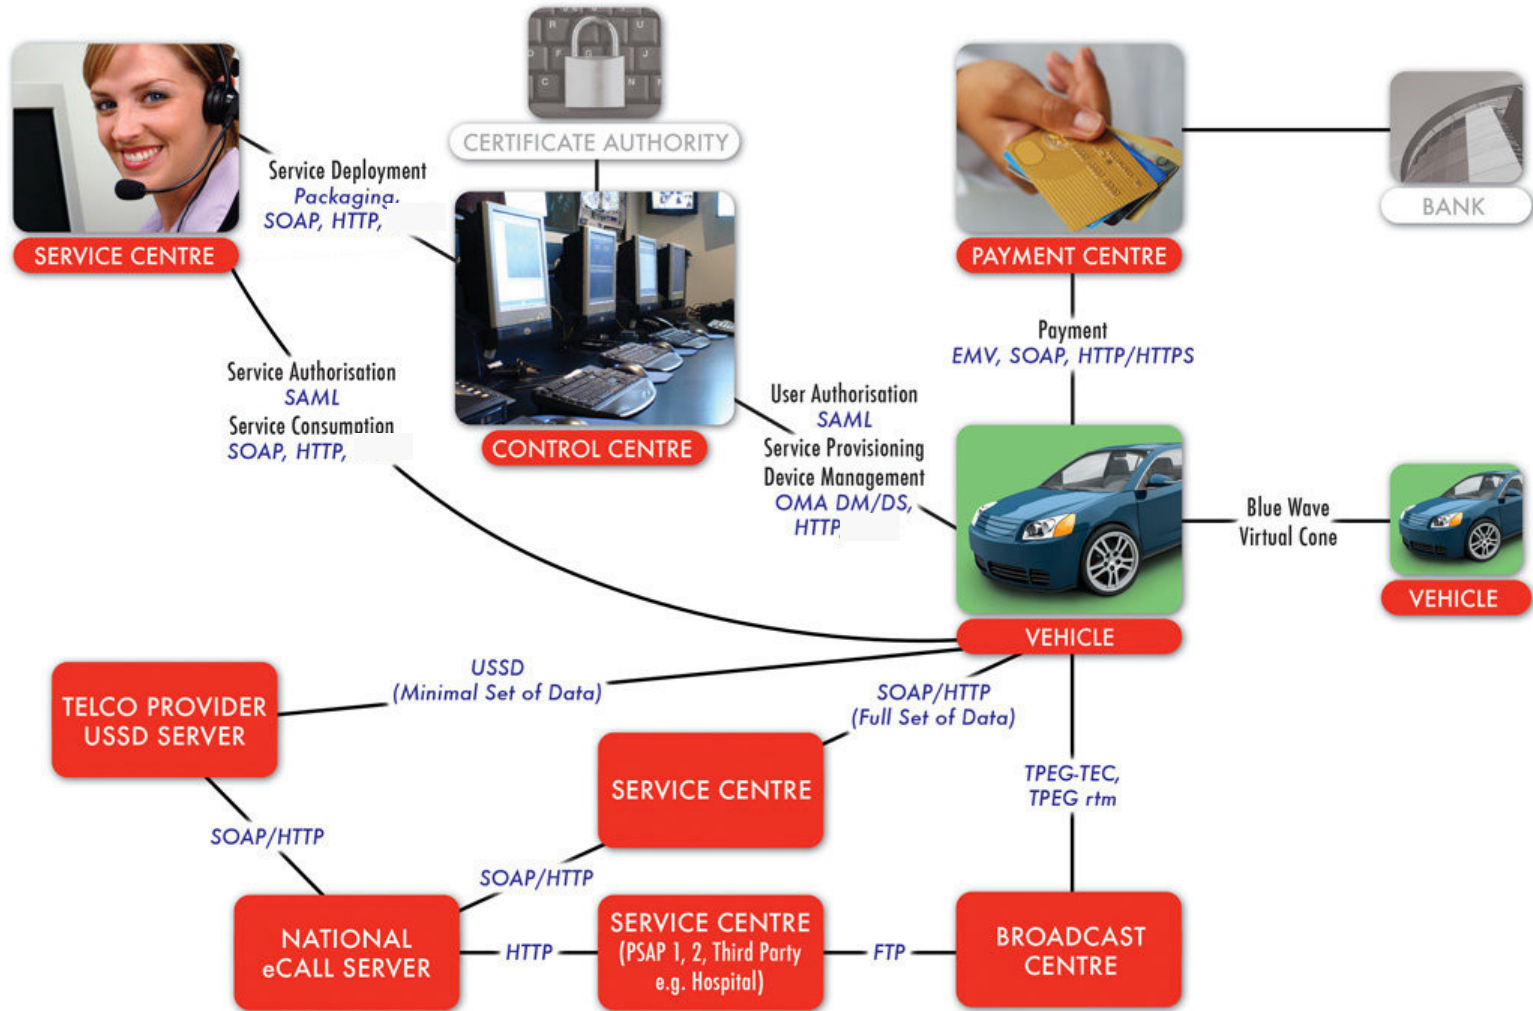 CERTIFICATE AUTHORITY
Service Deployment
Packaging,
SOAP, HTTP,
SERVICE CENTRE
BANK
PAYMENT CENTRE
Payment
EMV, SOAP, HTTP/HTTPS
Service Authorisation
SAML
Service Consumption
SOAP, HTTP,
CONTROL CENTRE
User Authorisation
SAML
Service Provisioning
Device Management
OMA DM/DS,
HTTP,
Blue Wave
Virtual Cone
VEHICLE
VEHICLE
USSD
(Minimal Set of Data)
SOAP/HTTP
(Full Set of Data)
TELCO PROVIDER
USSD SERVER
SERVICE CENTRE
TPEG-TEC,
TPEG rtm
SOAP/HTTP
SOAP/HTTP
NATIONAL
eCALL SERVER
HTTP
SERVICE CENTRE
(PSAP 1, 2, Third Party
e.g. Hospital)
FTP
BROADCAST
CENTRE